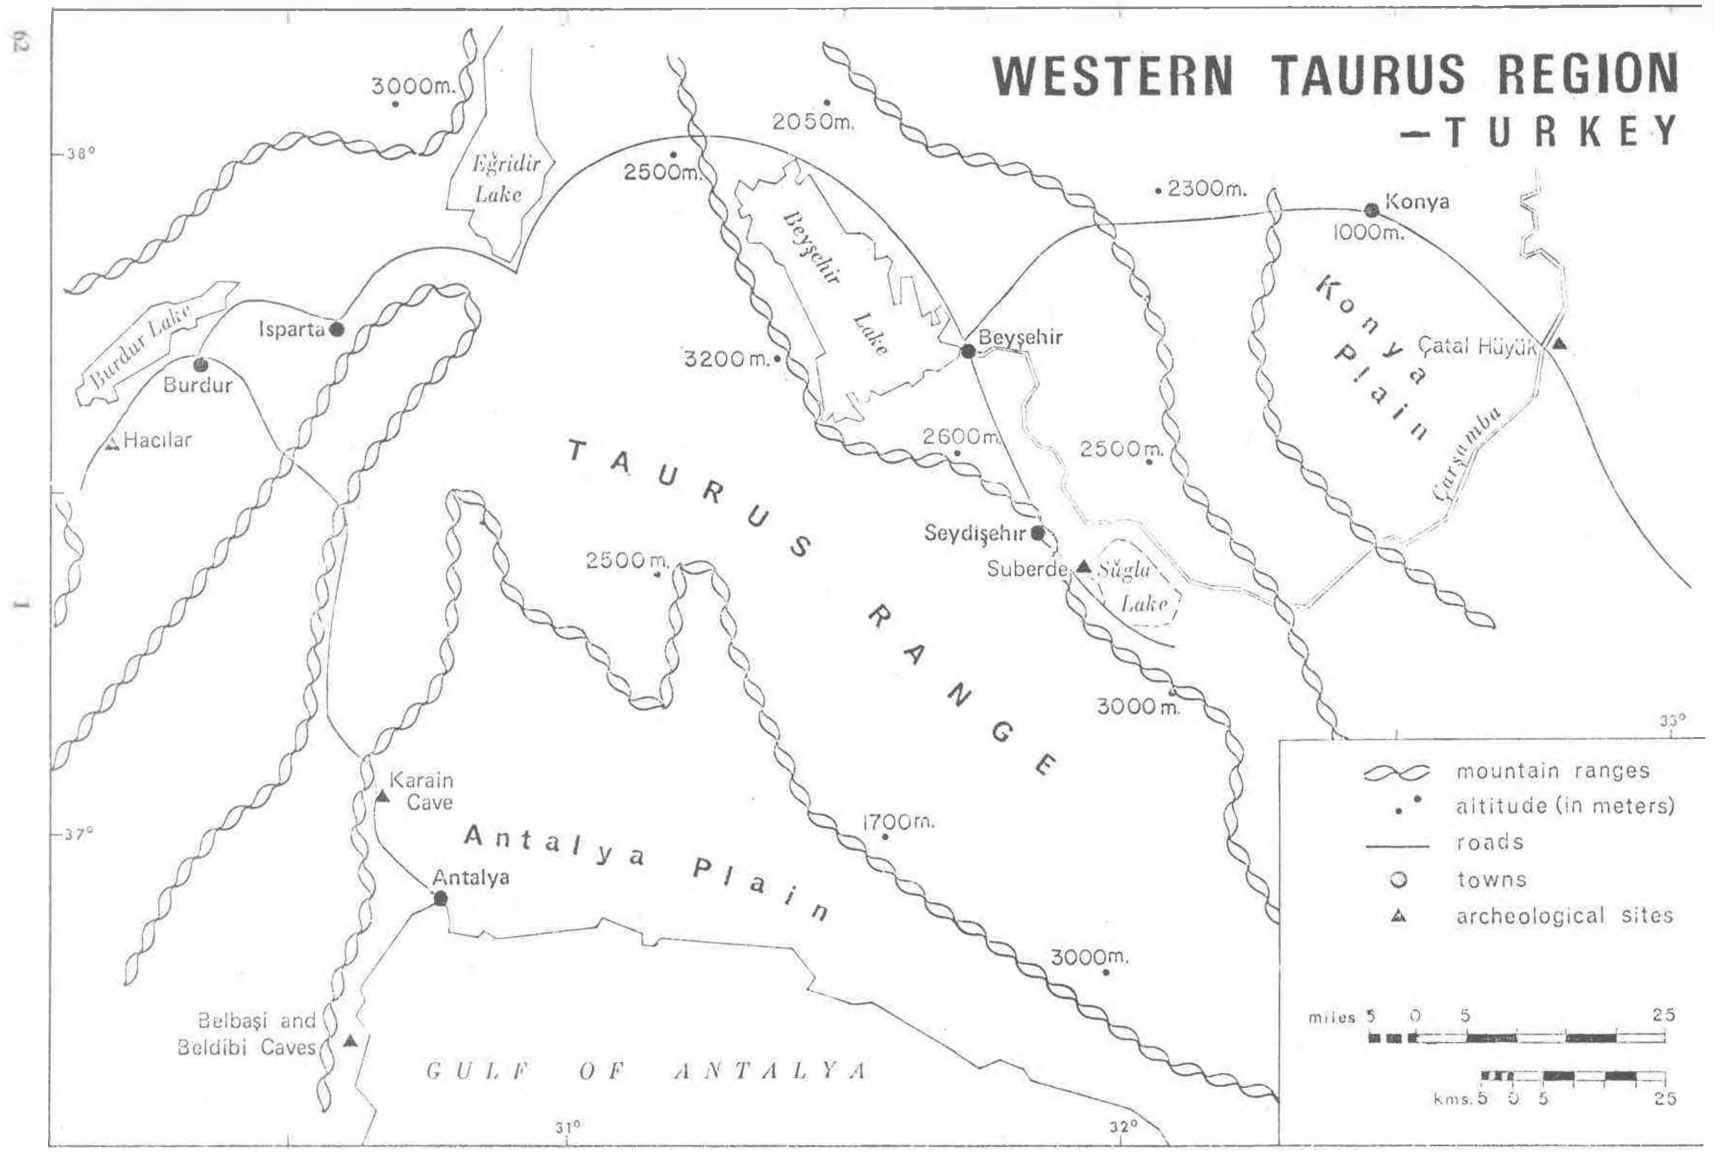 62
WESTERN TAURUS REGION
– TURKEY
3000m.
2050m.
38°
Eğridir
Lake
2500m.
2300m.
Konya
1000m.
Beyşehir
Lake
Konya
Plain
Burdur Lake
Isparta
Burdur
3200m.
Beyşehir
Çatal Hüyük
Hacılar
2600m.
2500m.
Çarşamba
TAURUS
RANGE
Seydişehir
Suberde
Suğla
Lake
2500m.
3000m.
33°
1
Karain
Cave
37°
Antalya Plain
1700m.
Antalya
3000m.
Belbaşi and
Beldibi Caves
GULF OF ANTALYA
31°
32°
mountain ranges
altitude (in meters)
roads
towns
archeological sites
miles 5 0 5 25
kms. 5 0 5 25